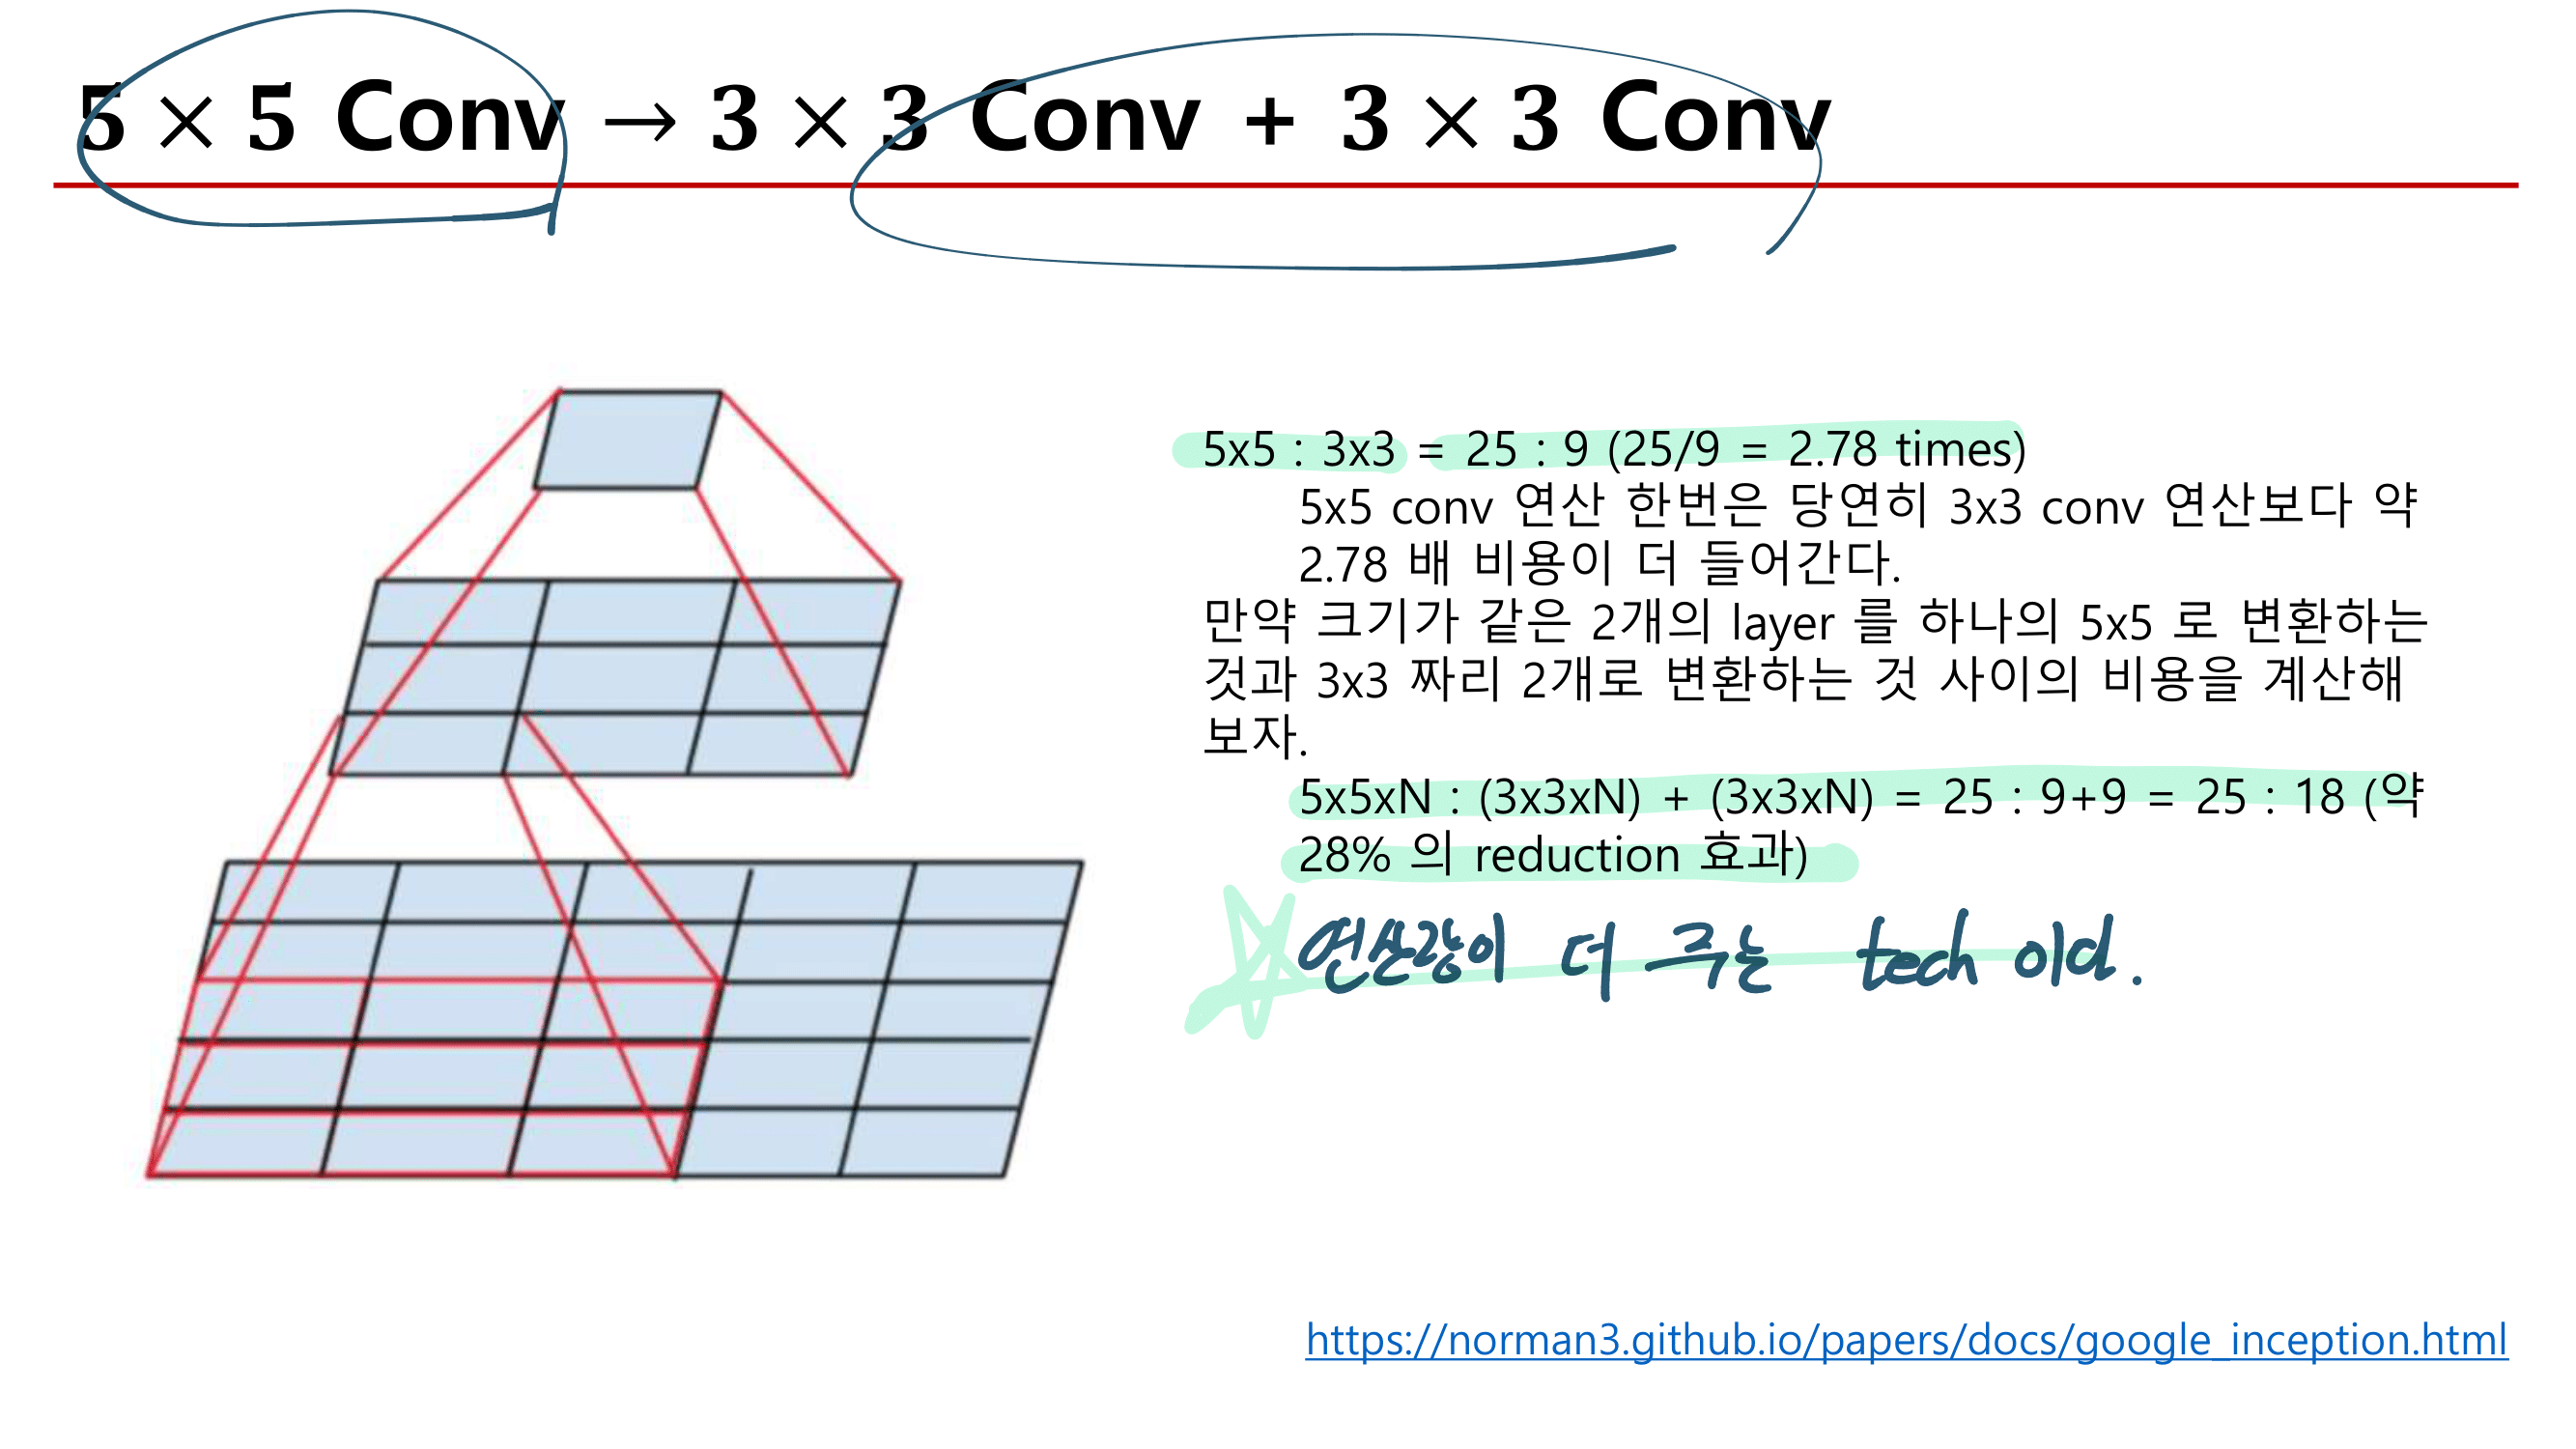 5 × 5 Conv → 3 × 3 Conv + 3 × 3 Conv
5x5 : 3x3 = 25 : 9 (25/9 = 2.78 times)
5x5 conv 연산 한번은 당연히 3x3 conv 연산보다 약
2.78 배 비용이 더 들어간다.
만약 크기가 같은 2개의 layer 를 하나의 5x5 로 변환하는
것과 3x3 짜리 2개로 변환하는 것 사이의 비용을 계산해
보자.
5x5xN : (3x3xN) + (3x3xN) = 25 : 9+9 = 25 : 18 (약
28% 의 reduction 효과)
연산량이 더 주는 tech 이다.
https://norman3.github.io/papers/docs/google_inception.html